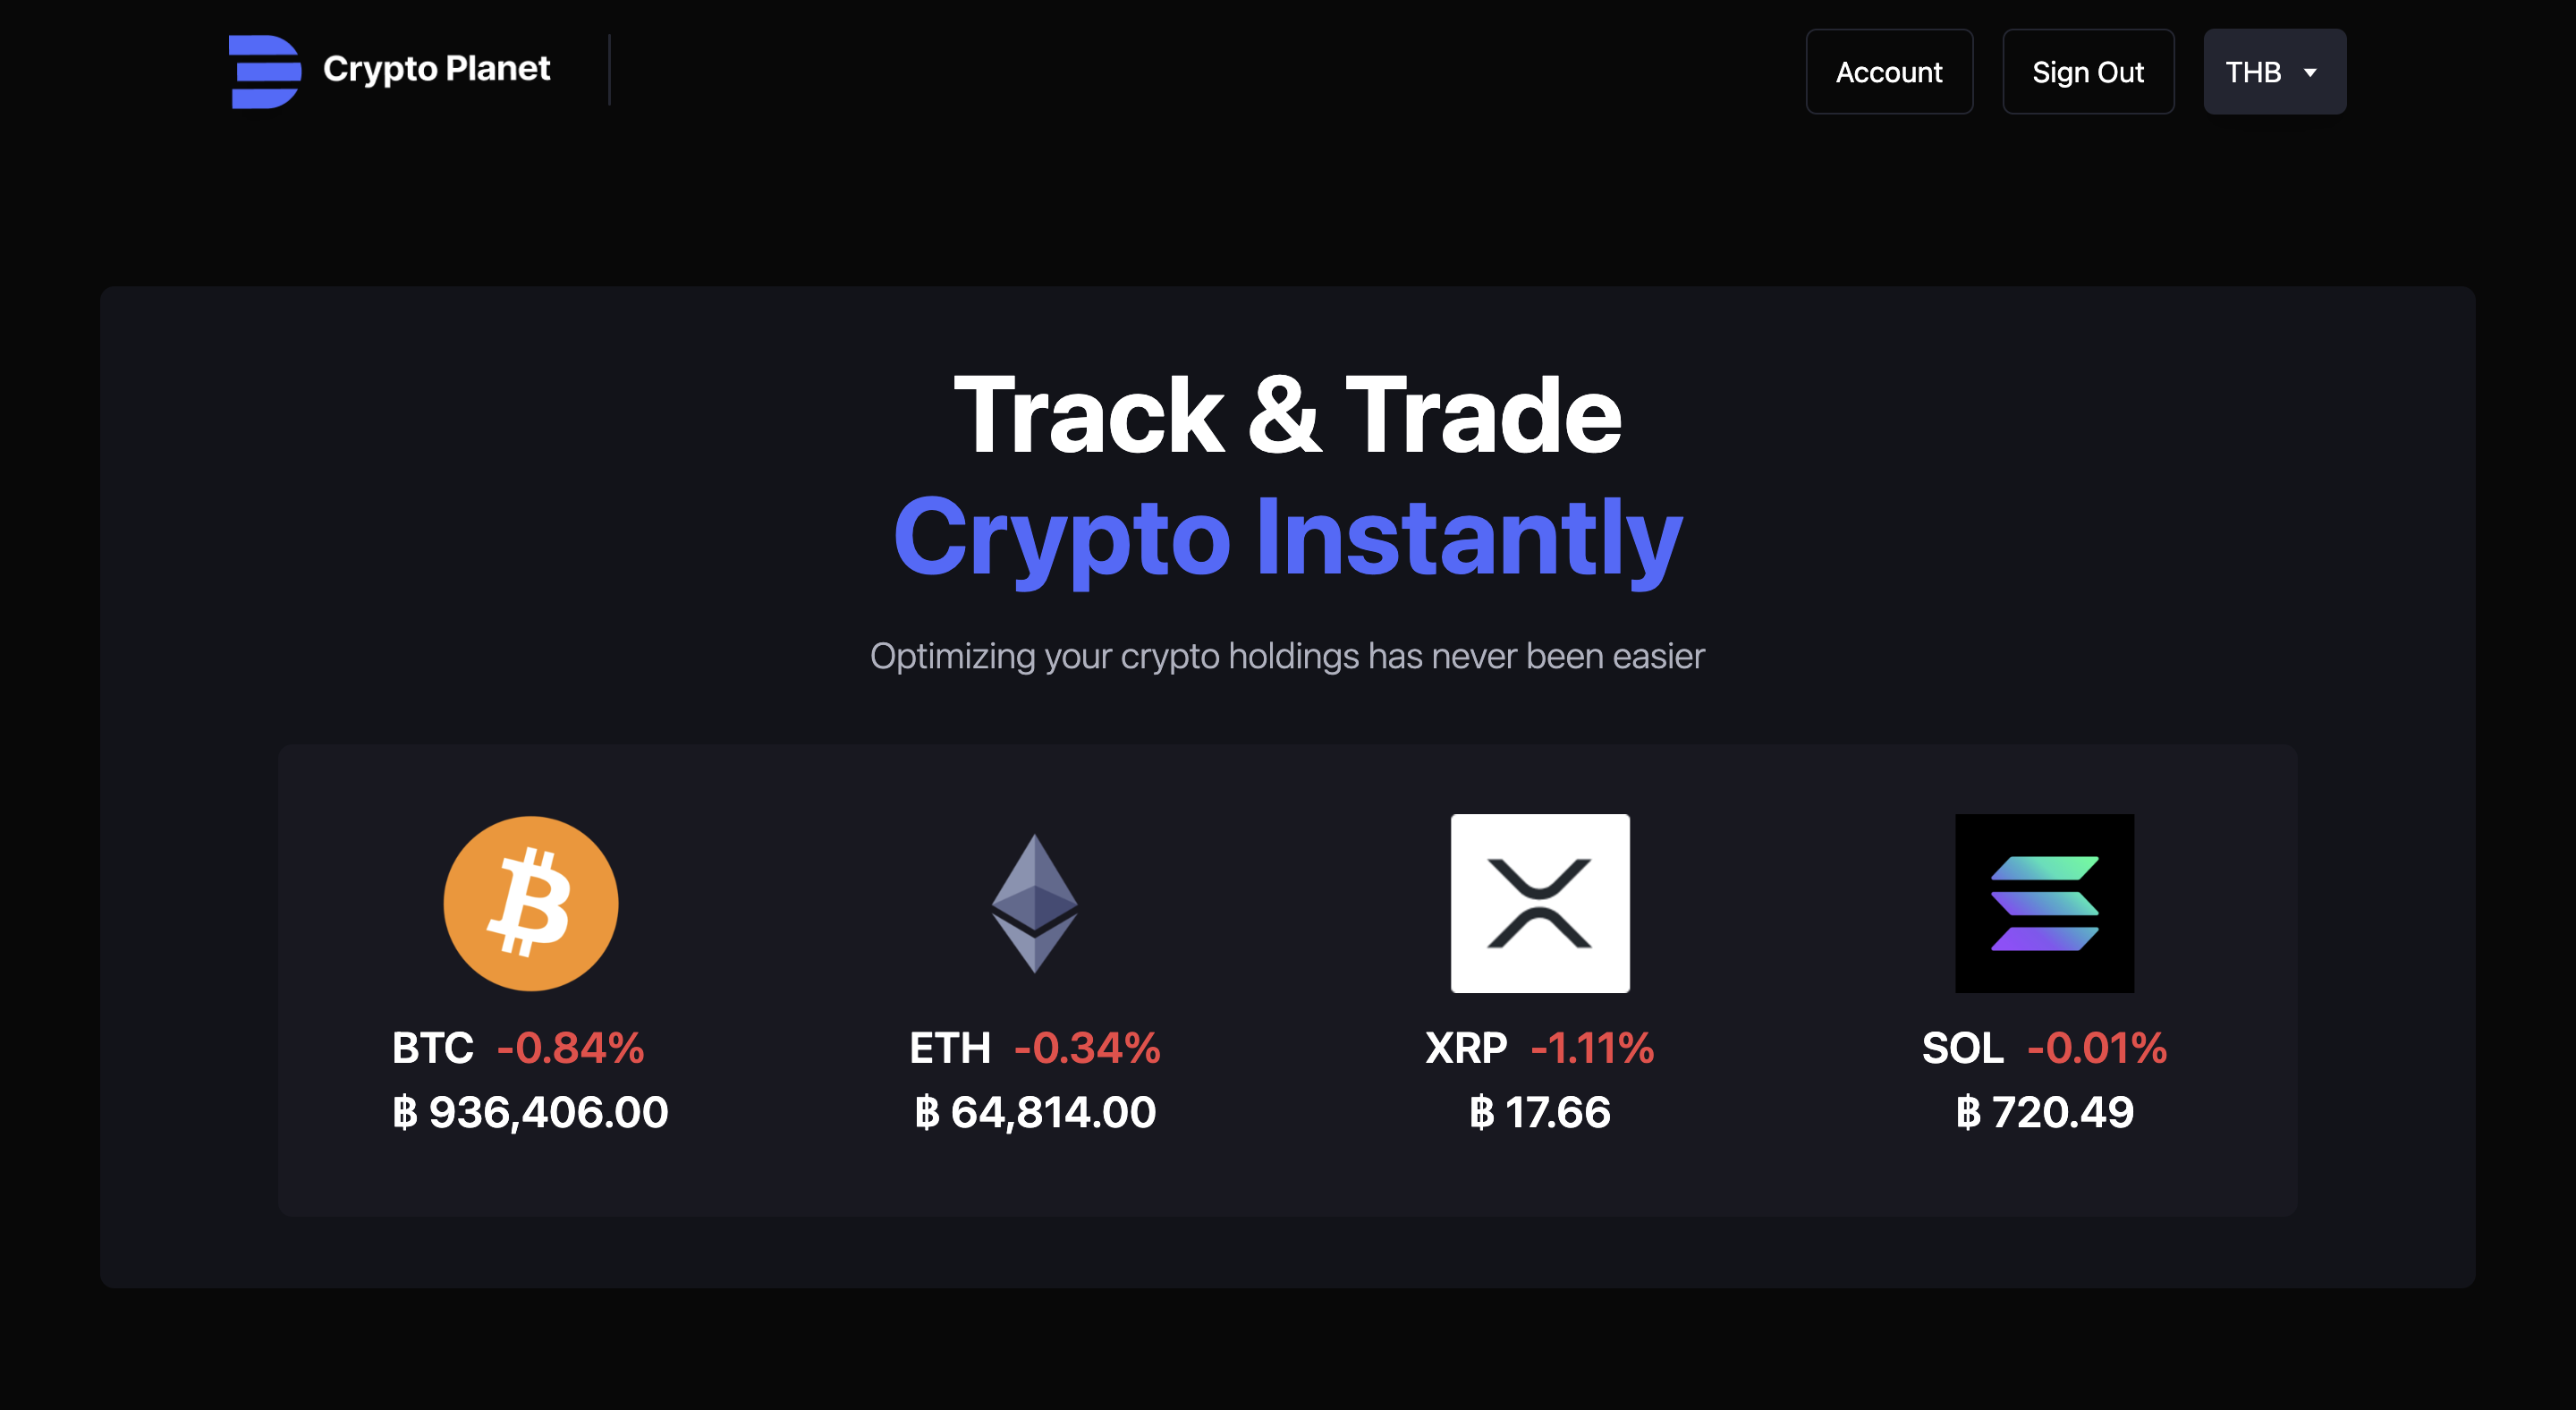 Crypto Planet
Account
Sign Out
THB
Track & Trade
Crypto Instantly
Optimizing your crypto holdings has never been easier
BTC -0.84%
฿ 936,406.00
ETH -0.34%
฿ 64,814.00
XRP -1.11%
฿ 17.66
SOL -0.01%
฿ 720.49